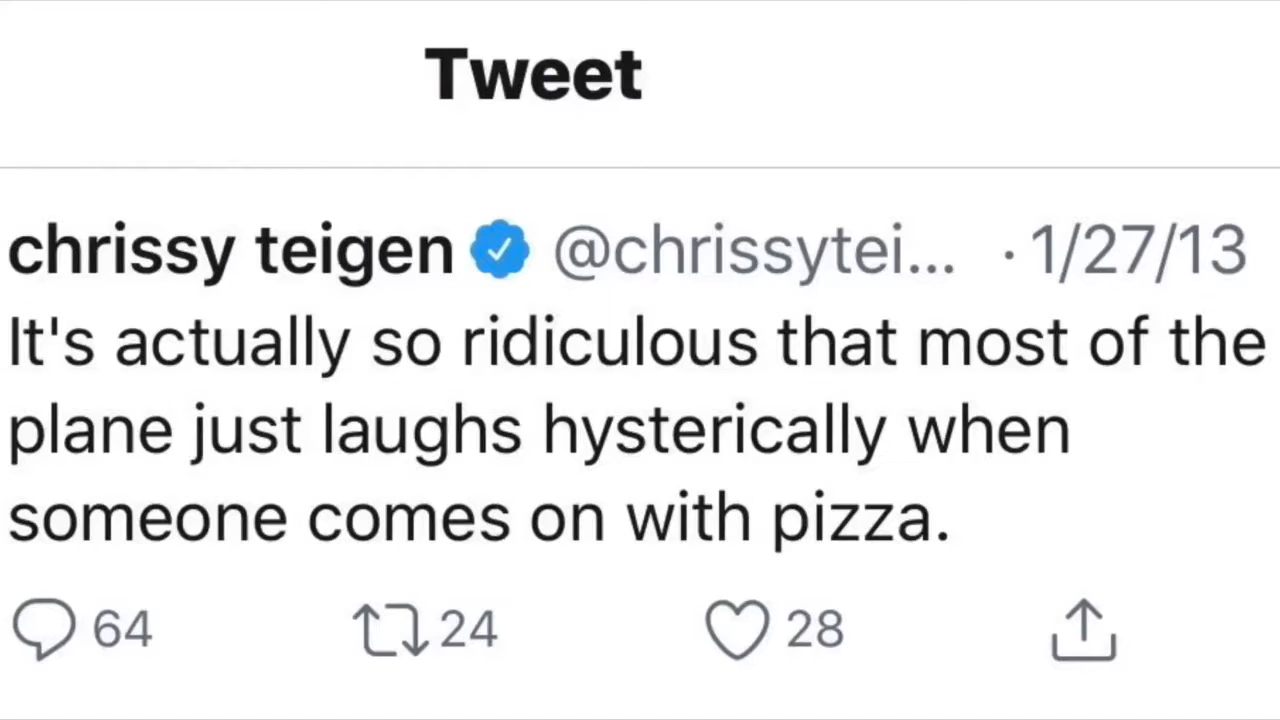 Tweet
chrissy teigen @chrissytei... · 1/27/13
It's actually so ridiculous that most of the
plane just laughs hysterically when
someone comes on with pizza.
64 24 28